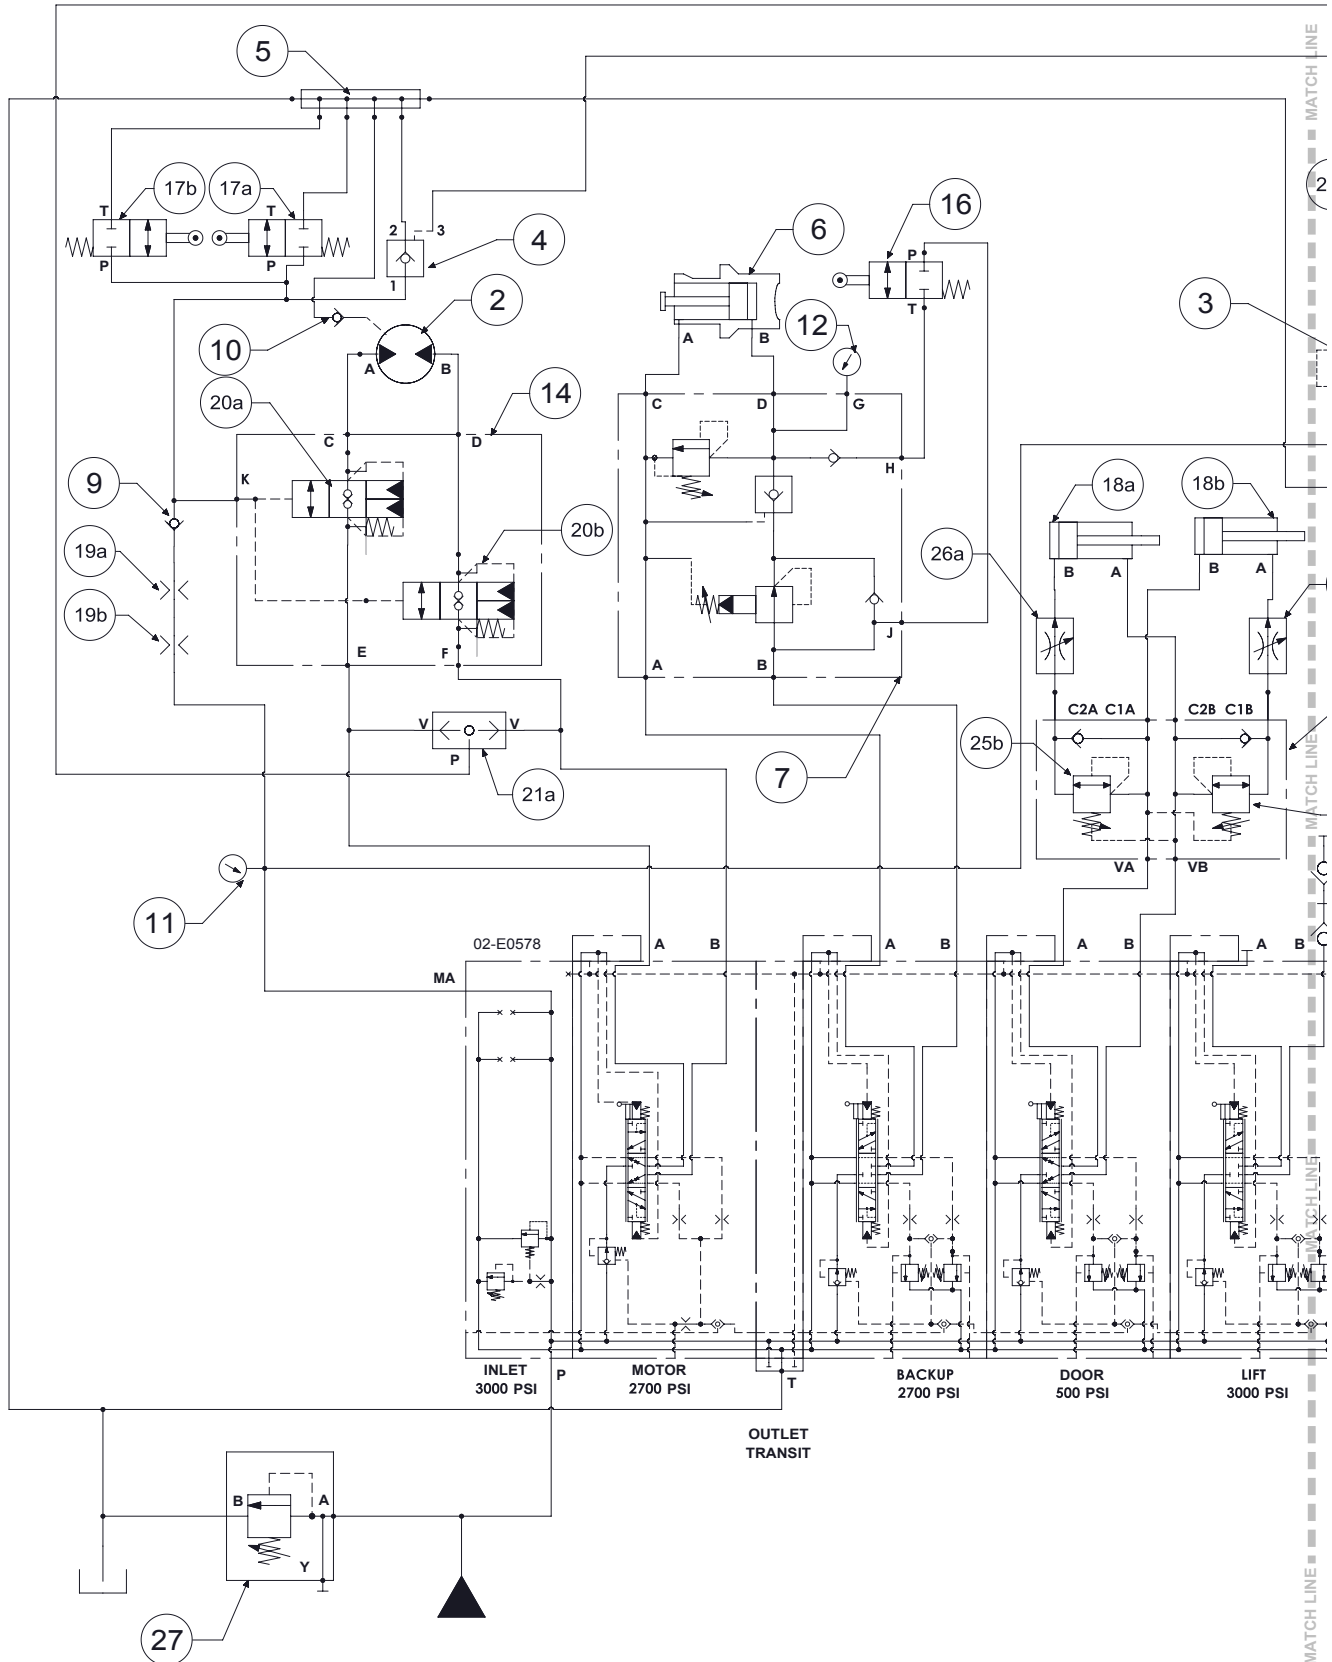 MATCH LINE
5
17b
17a
2
T
T
16
6
4
2
3
P
P
P
1
12
2
T
3
10
A
B
A
B
20a
14
C
D
C
D
G
K
H
9
18a
18b
20b
19a
26a
B
A
B
A
19b
J
E
F
A
B
C2A C1A
C2B C1B
V
V
25b
P
7
21a
MATCH LINE
VA
VB
11
02-E0578
A
B
A
B
A
B
A
B
MA
MATCH LINE
INLET
3000 PSI
P
MOTOR
2700 PSI
T
BACKUP
2700 PSI
DOOR
500 PSI
LIFT
3000 PSI
OUTLET
TRANSIT
B
A
Y
27
MATCH LINE